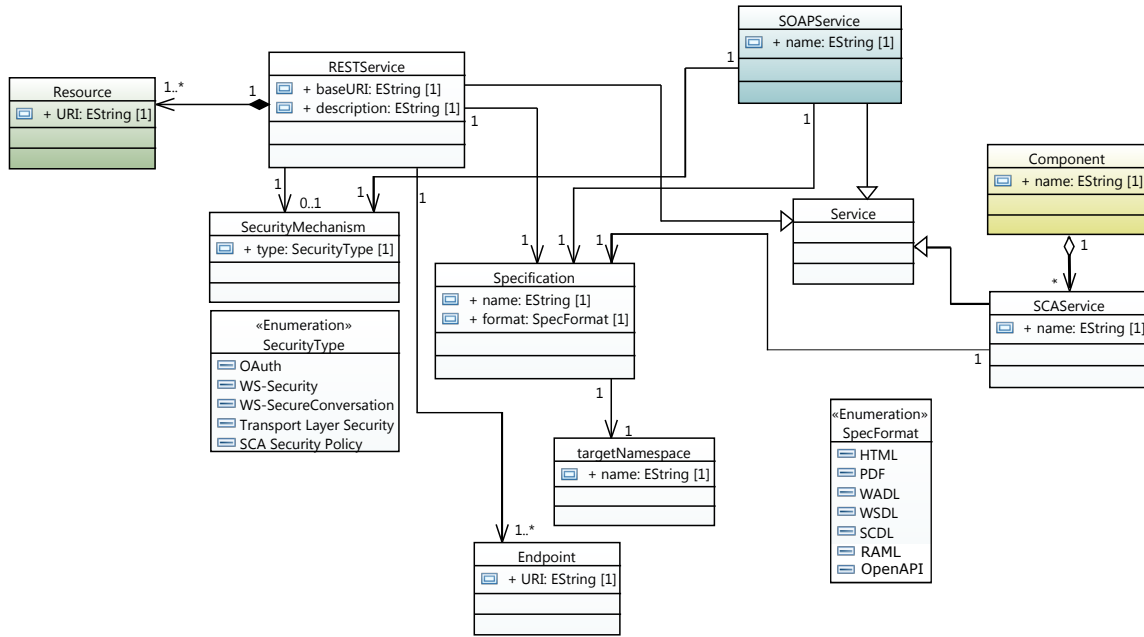 SOAPService
+ name: EString [1]
1
1
RESTService
+ baseURI: EString [1]
+ description: EString [1]
1
1
1
1
Resource
+ URI: EString [1]
1..*
Component
+ name: EString [1]
1
*
SecurityMechanism
+ type: SecurityType [1]
0..1
1
Service
SCAService
+ name: EString [1]
1
Specification
+ name: EString [1]
+ format: SpecFormat [1]
1
1
1
1
«Enumeration»
SecurityType
OAuth
WS-Security
WS-SecureConversation
Transport Layer Security
SCA Security Policy
targetNamespace
+ name: EString [1]
1
«Enumeration»
SpecFormat
HTML
PDF
WADL
WSDL
SCDL
RAML
OpenAPI
Endpoint
+ URI: EString [1]
1..*